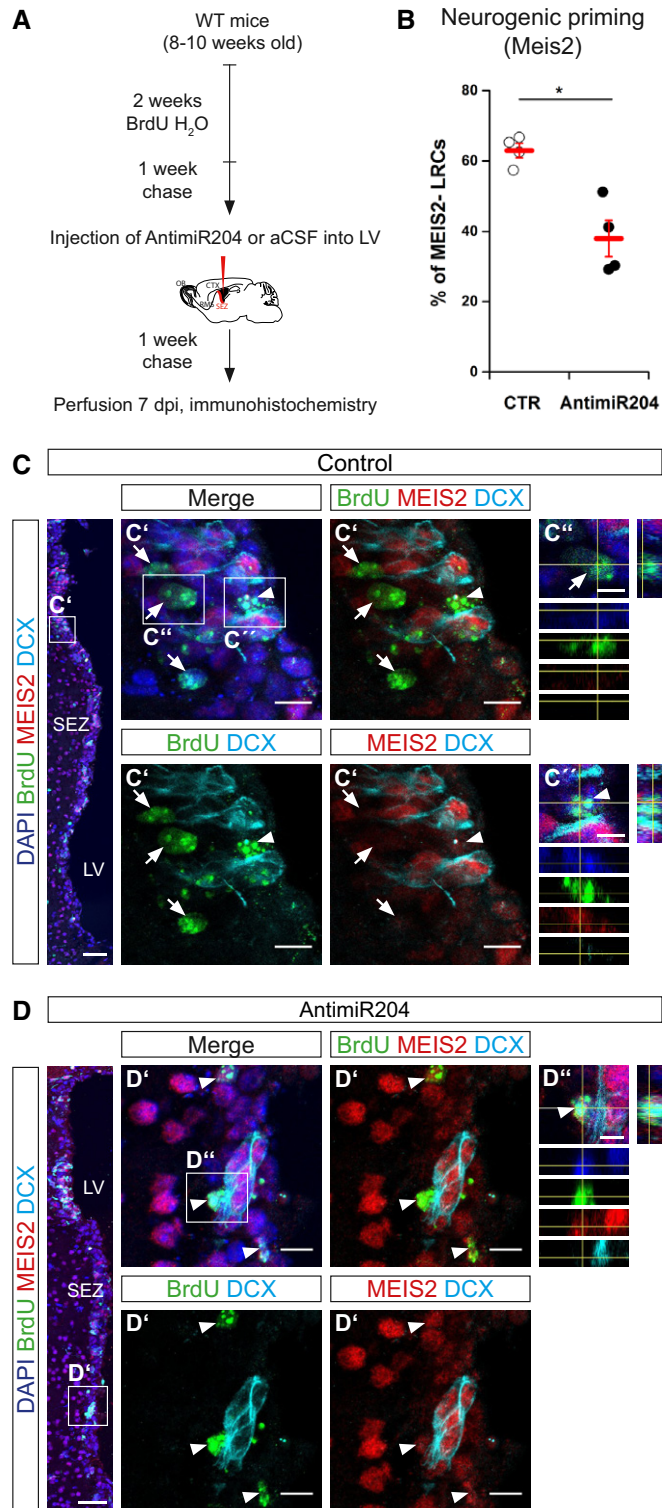 A
WT mice
(8-10 weeks old)
2 weeks
BrdU H2O
1 week
chase
Injection of AntimiR204 or aCSF into LV
OB
CTX
RMS
SEZ
1 week
chase
Perfusion 7 dpi, immunohistochemistry
B
Neurogenic priming
(Meis2)
% of MEIS2- LRCs
80
60
40
20
0
*
CTR
AntimiR204
C
Control
DAPI BrdU MEIS2 DCX
C‘
SEZ
LV
Merge
C‘
C‘‘
C´´
BrdU MEIS2 DCX
C‘
C‘‘
BrdU DCX
C‘
MEIS2 DCX
C‘
C´´
D
AntimiR204
DAPI BrdU MEIS2 DCX
LV
SEZ
D‘
Merge
D‘
D‘‘
BrdU MEIS2 DCX
D‘
D‘‘
BrdU DCX
D‘
MEIS2 DCX
D‘